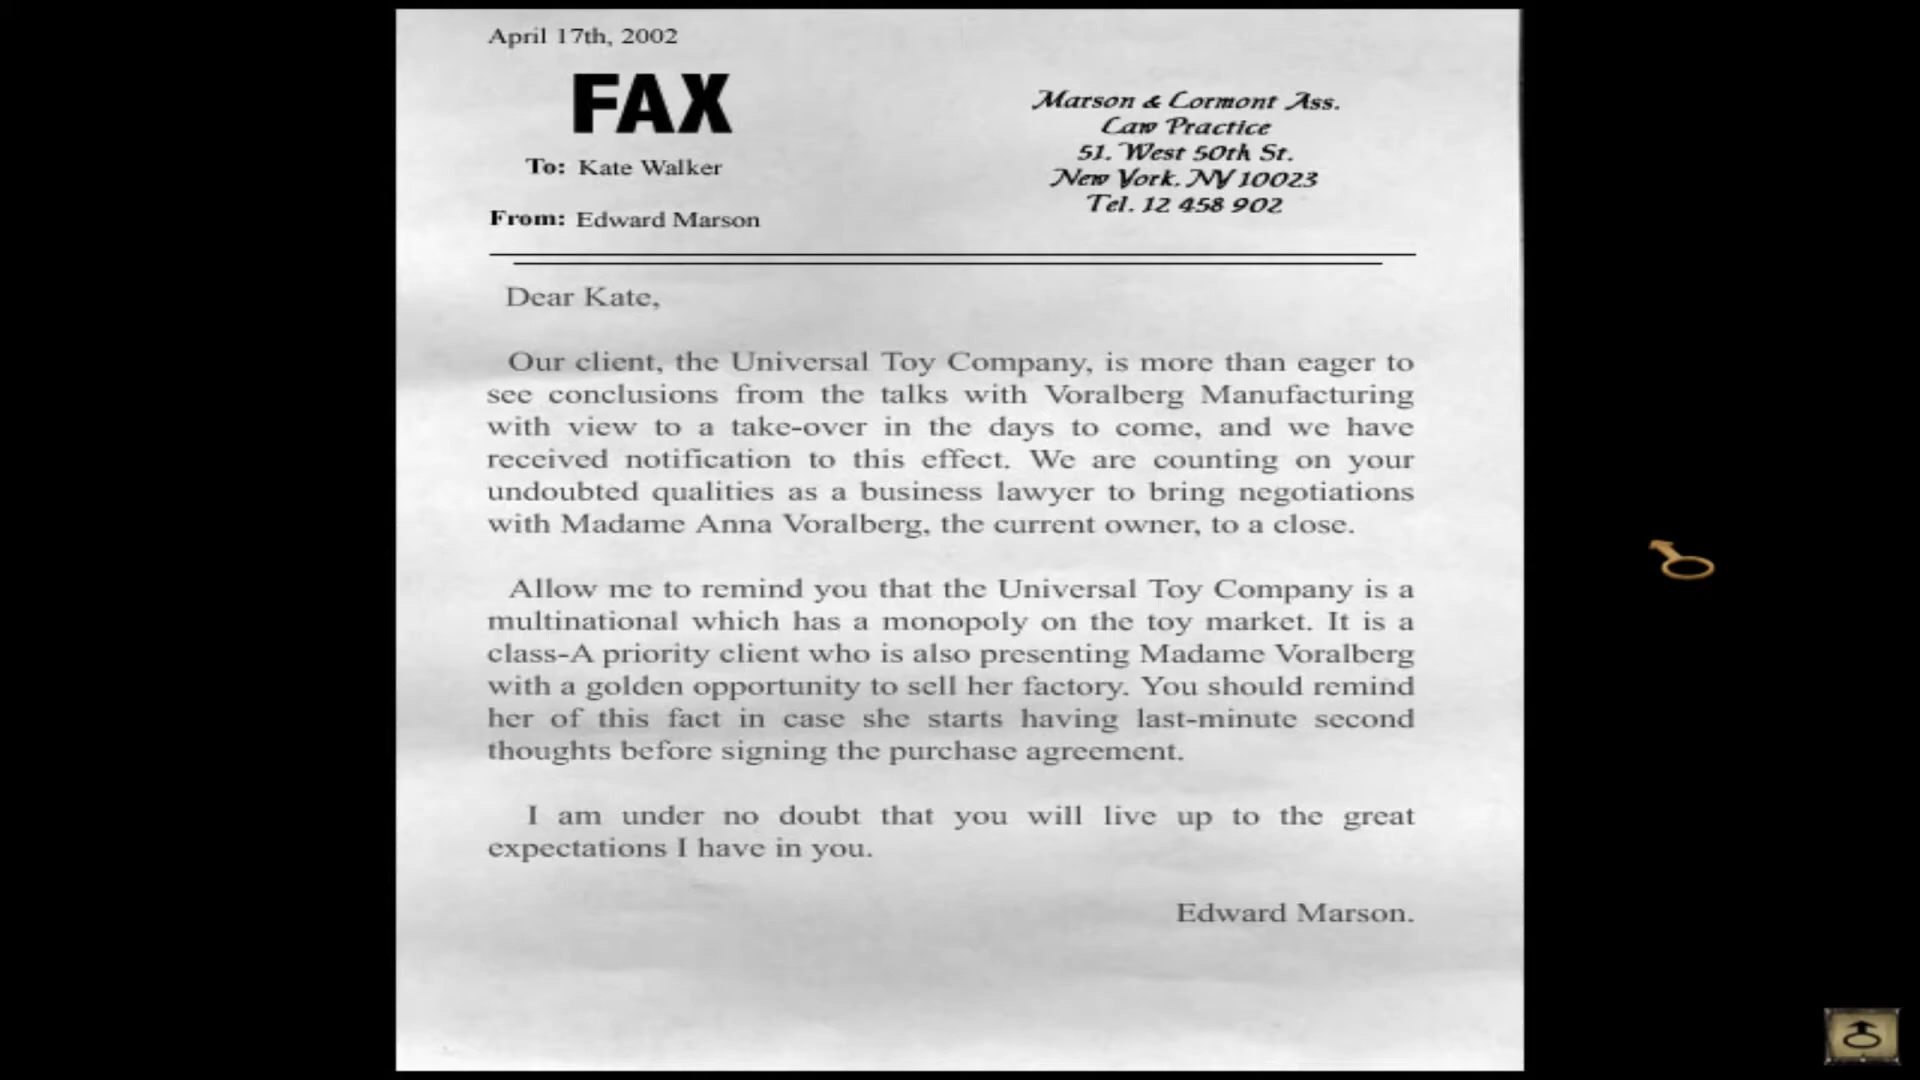 April 17th, 2002
FAX
To: Kate Walker
From: Edward Marson
Marson & Cormont Ass.
Law Practice
51. West 50th St.
New York. NY 10023
Tel. 12 458 902
Dear Kate,
Our client, the Universal Toy Company, is more than eager to
see conclusions from the talks with Voralberg Manufacturing
with view to a take-over in the days to come, and we have
received notification to this effect. We are counting on your
undoubted qualities as a business lawyer to bring negotiations
with Madame Anna Voralberg, the current owner, to a close.
Allow me to remind you that the Universal Toy Company is a
multinational which has a monopoly on the toy market. It is a
class-A priority client who is also presenting Madame Voralberg
with a golden opportunity to sell her factory. You should remind
her of this fact in case she starts having last-minute second
thoughts before signing the purchase agreement.
I am under no doubt that you will live up to the great
expectations I have in you.
Edward Marson.